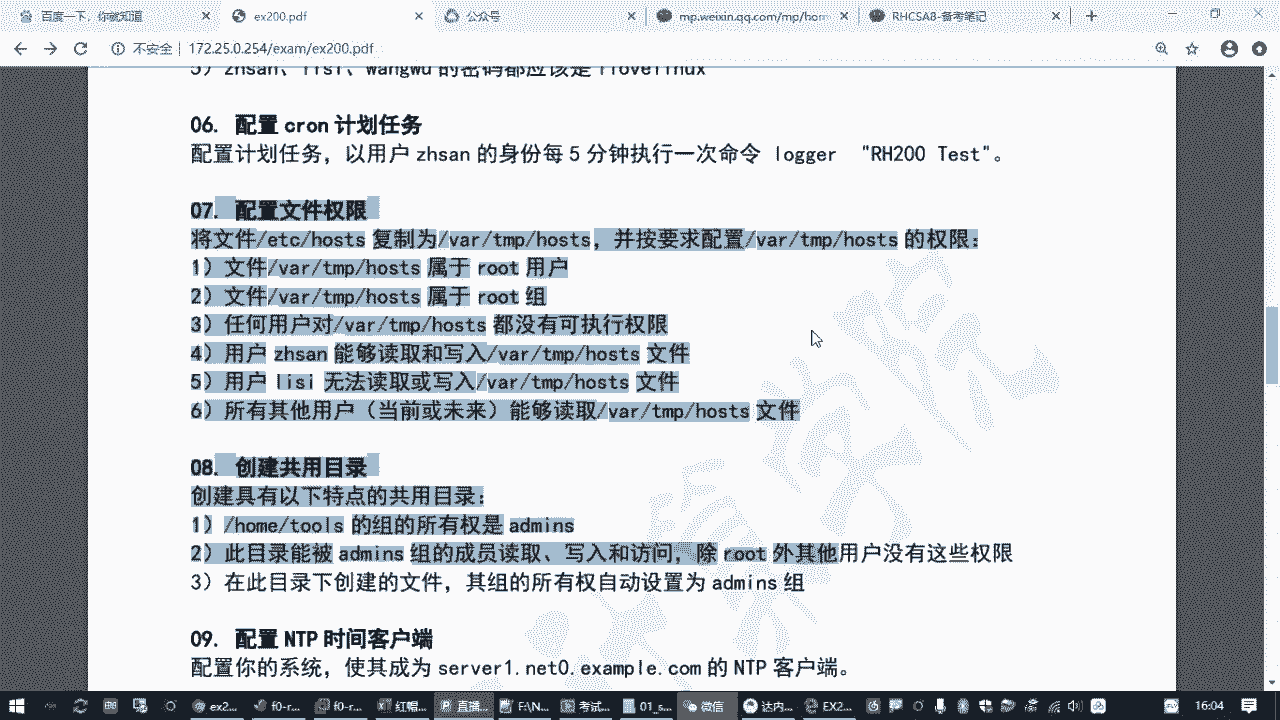 百度一下，你就知道
ex200.pdf
公众号
mp.weixin.qq.com/mp/hom
RHCSA8-备考笔记
不安全 | 172.25.0.254/exam/ex200.pdf
5）zhsan、lisi、wangwu 的密码都应该是 ilovelinux
06. 配置 cron 计划任务
配置计划任务，以用户 zhsan 的身份每 5 分钟执行一次命令 logger "RH200 Test"。
07. 配置文件权限
将文件/etc/hosts 复制为/var/tmp/hosts，并按要求配置/var/tmp/hosts 的权限：
1）文件/var/tmp/hosts 属于 root 用户
2）文件/var/tmp/hosts 属于 root 组
3）任何用户对/var/tmp/hosts 都没有可执行权限
4）用户 zhsan 能够读取和写入/var/tmp/hosts 文件
5）用户 lisi 无法读取或写入/var/tmp/hosts 文件
6）所有其他用户（当前或未来）能够读取/var/tmp/hosts 文件
08. 创建共用目录
创建具有以下特点的共用目录：
1）/home/tools 的组的所有权是 admins
2）此目录能被 admins 组的成员读取、写入和访问，除 root 外其他用户没有这些权限
3）在此目录下创建的文件，其组的所有权自动设置为 admins 组
09. 配置 NTP 时间客户端
配置你的系统，使其成为 server1.net0.example.com 的 NTP 客户端。
ex2...
f0-r...
f0-r...
红帽...
直播...
F:\N...
考试...
01_s...
微信
达内...
EX2...
16:04